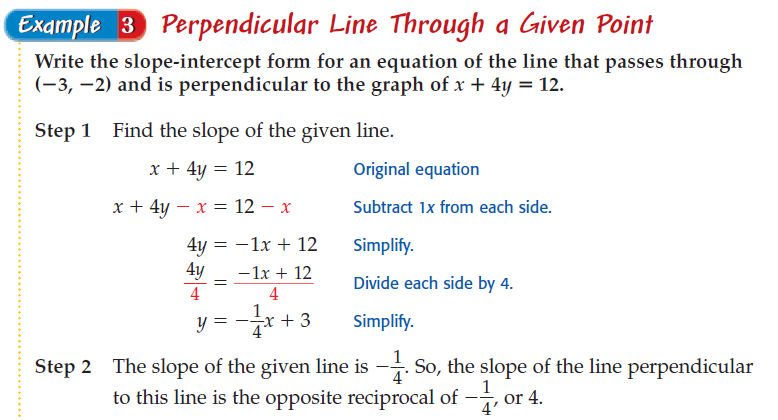 Example 3 Perpendicular Line Through a Given Point
Write the slope-intercept form for an equation of the line that passes through
(−3, −2) and is perpendicular to the graph of x + 4y = 12.
Step 1 Find the slope of the given line.
x + 4y = 12 Original equation
x + 4y − x = 12 − x Subtract 1x from each side.
4y = −1x + 12 Simplify.
4y/4 = (−1x + 12)/4 Divide each side by 4.
y = −1/4x + 3 Simplify.
Step 2 The slope of the given line is −1/4. So, the slope of the line perpendicular
to this line is the opposite reciprocal of −1/4, or 4.